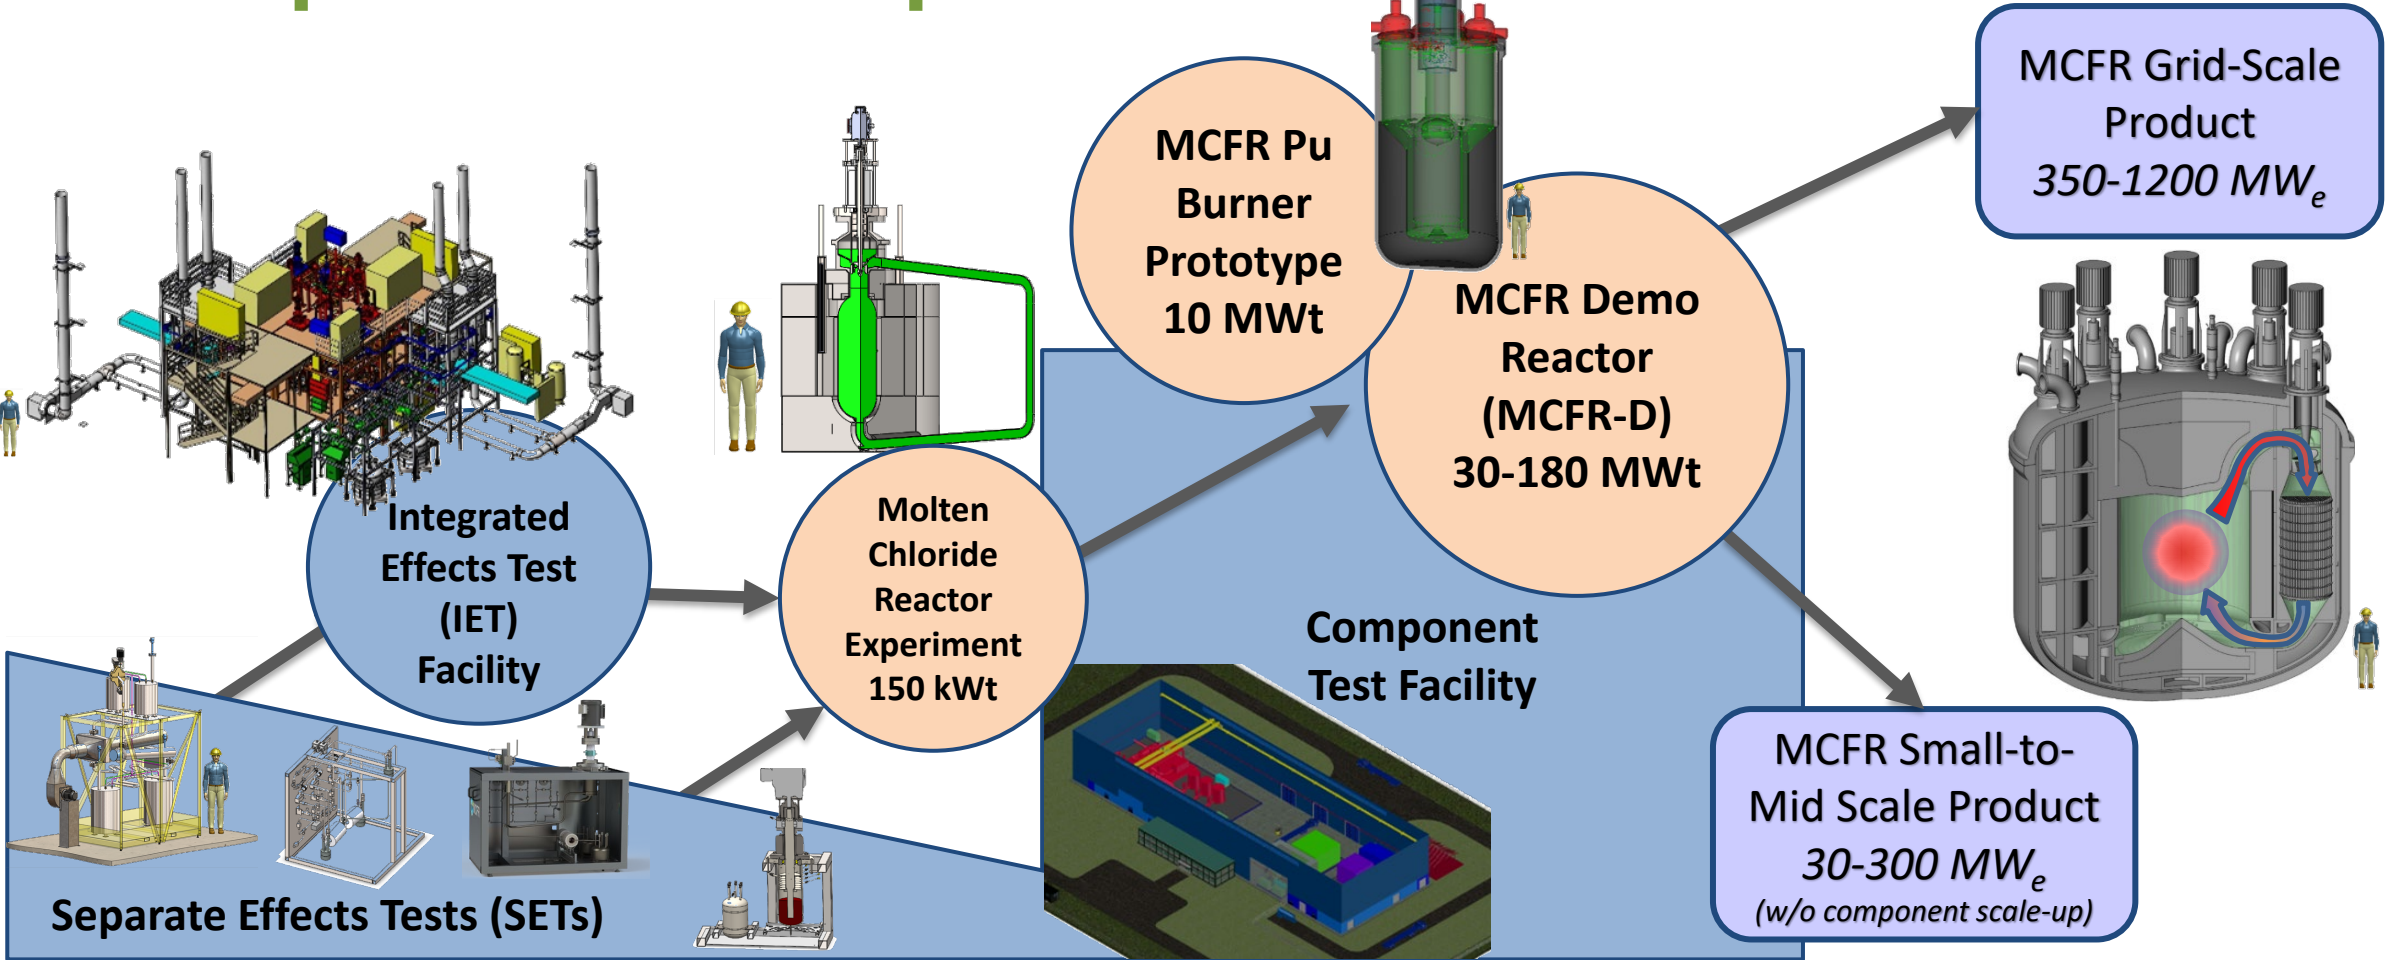 Integrated
Effects Test
(IET)
Facility
Separate Effects Tests (SETs)
Molten
Chloride
Reactor
Experiment
150 kWt
MCFR Pu
Burner
Prototype
10 MWt
MCFR Demo
Reactor
(MCFR-D)
30-180 MWt
Component
Test Facility
MCFR Grid-Scale
Product
350-1200 MWe
MCFR Small-to-
Mid Scale Product
30-300 MWe
(w/o component scale-up)